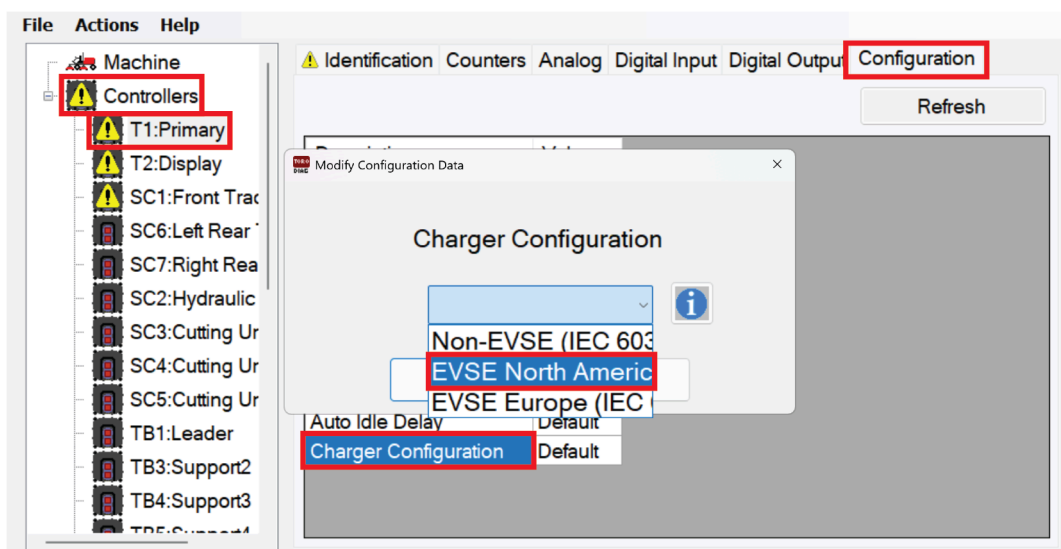 File Actions Help
Machine
Controllers
T1:Primary
T2:Display
SC1:Front Trac
SC6:Left Rear
SC7:Right Rea
SC2:Hydraulic
SC3:Cutting Ur
SC4:Cutting Ur
SC5:Cutting Ur
TB1:Leader
TB3:Support2
TB4:Support3
Identification Counters Analog Digital Input Digital Output Configuration
Refresh
TORO
DIAG
Modify Configuration Data
Charger Configuration
Non-EVSE (IEC 603
EVSE North Americ
EVSE Europe (IEC
Auto Idle Delay Default
Charger Configuration Default